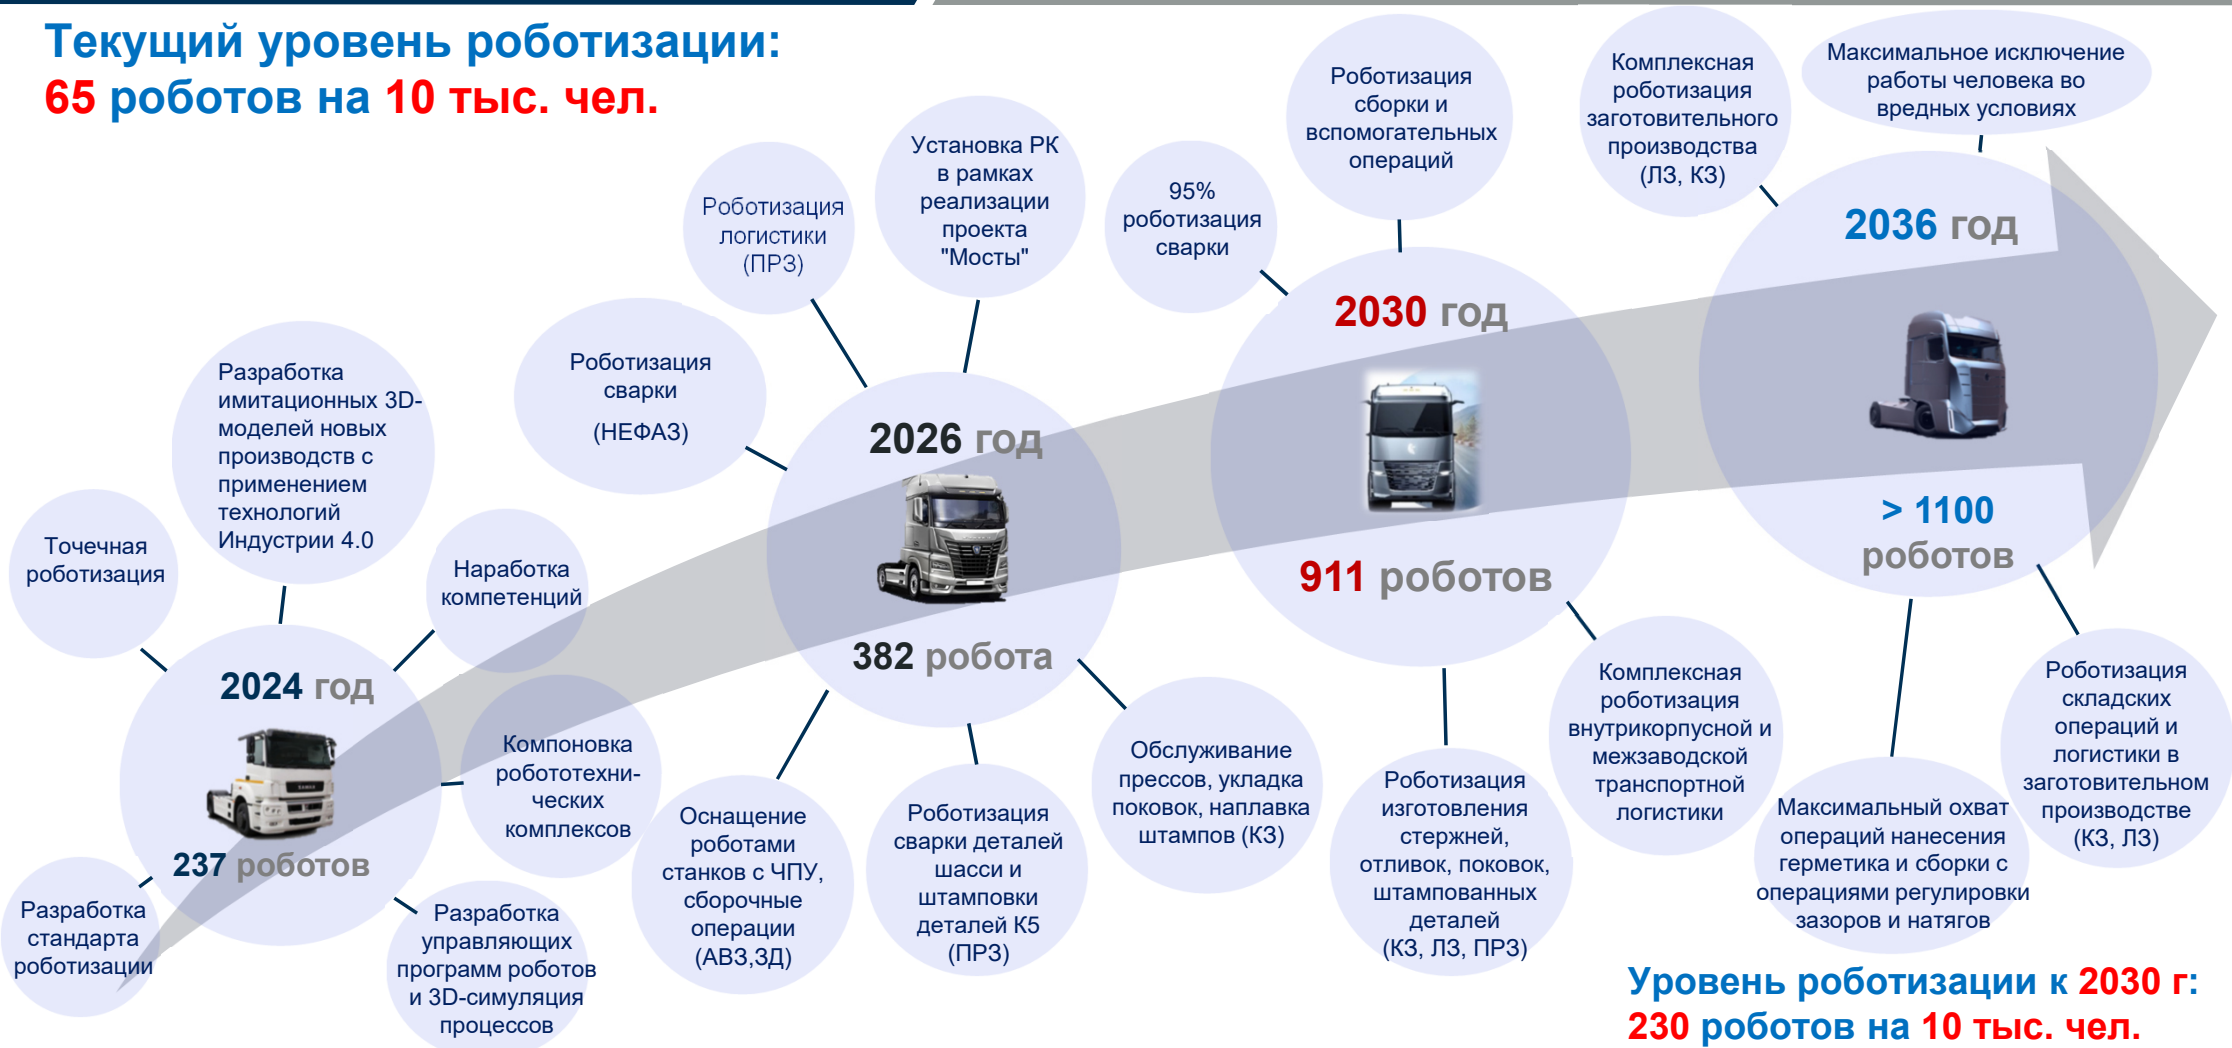 Текущий уровень роботизации:
65 роботов на 10 тыс. чел.
Точечная
роботизация
Разработка
имитационных 3D-
моделей новых
производств с
применением
технологий
Индустрии 4.0
Наработка
компетенций
2024 год
237 роботов
Компоновка
робототехни-
ческих
комплексов
Разработка
стандарта
роботизации
Разработка
управляющих
программ роботов
и 3D-симуляция
процессов
Роботизация
сварки
(НЕФАЗ)
Роботизация
логистики
(ПРЗ)
Установка РК
в рамках
реализации
проекта
"Мосты"
2026 год
382 робота
Оснащение
роботами
станков с ЧПУ,
сборочные
операции
(АВЗ,ЗД)
Роботизация
сварки деталей
шасси и
штамповки
деталей К5
(ПРЗ)
Обслуживание
прессов, укладка
поковок, наплавка
штампов (КЗ)
95%
роботизация
сварки
Роботизация
сборки и
вспомогательных
операций
2030 год
911 роботов
Роботизация
изготовления
стержней,
отливок, поковок,
штампованных
деталей
(КЗ, ЛЗ, ПРЗ)
Комплексная
роботизация
внутрикорпусной и
межзаводской
транспортной
логистики
Комплексная
роботизация
заготовительного
производства
(ЛЗ, КЗ)
Максимальное исключение
работы человека во
вредных условиях
2036 год
> 1100
роботов
Максимальный охват
операций нанесения
герметика и сборки с
операциями регулировки
зазоров и натягов
Роботизация
складских
операций и
логистики в
заготовительном
производстве
(КЗ, ЛЗ)
Уровень роботизации к 2030 г:
230 роботов на 10 тыс. чел.